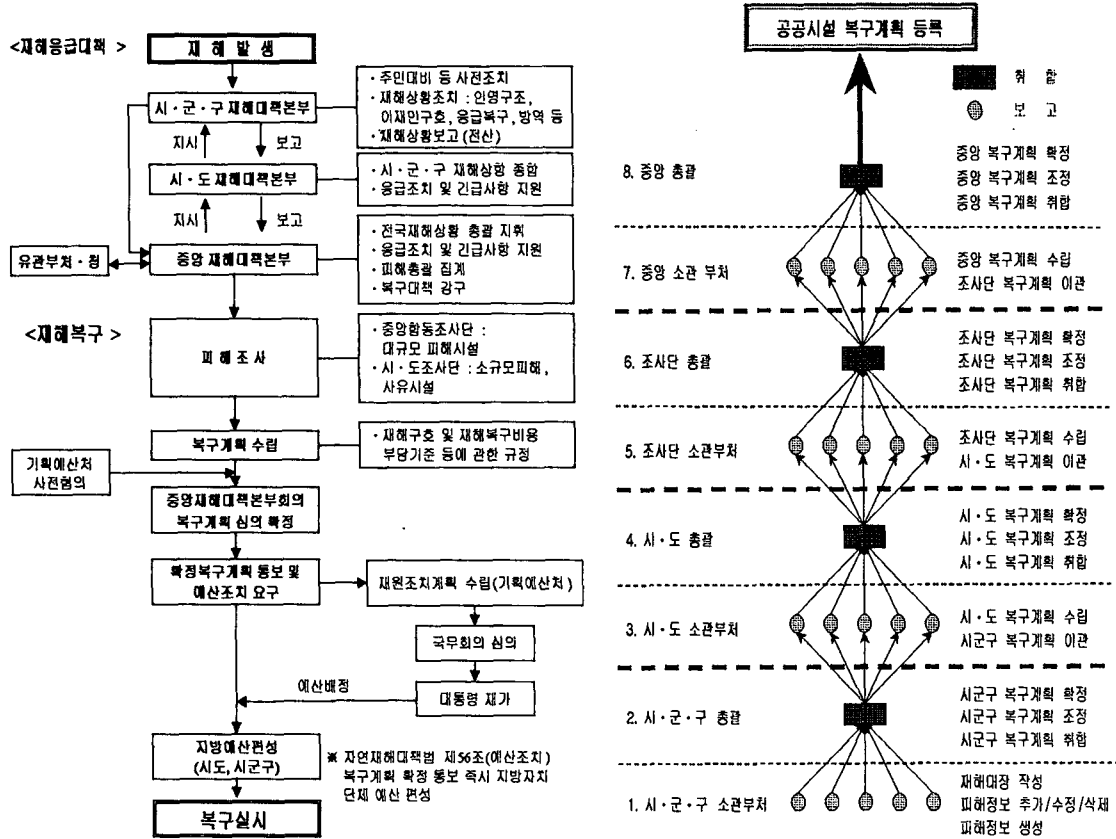 <재해응급대책 >
재 해 발 생
시・군・구 재해대책본부
・주민대비 등 사전조치
・재해상황조치 : 인명구조,
이재민구호, 응급복구, 방역 등
・재해상황보고 (전산)
지시
보고
시・도재해대책본부
・시・군・구 재해상항 종합
・응급조치 및 긴급사항 지원
지시
보고
유관부처・청
중앙 재해대책본부
・전국재해상황 총괄 지휘
・응급조치 및 긴급사항 지원
・피해총괄 집계
・복구대책 강구
<재해복구 >
피 해 조 사
・중앙합동조사단 :
대규모 피해시설
・시・도조사단 : 소규모피해,
사유시설
복구계획 수립
・재해구호 및 재해복구비용
부담기준 등에 관한 규정
기획예산처
사전협의
중앙재해대책본부회의
복구계획 심의 확정
확정복구계획 통보 및
예산조치 요구
재원조치계획 수립(기획예산처)
국무회의 심의
예산배정
대통령 재가
지방예산편성
(시도, 시군구)
※ 자연재해대책법 제56조(예산조치)
복구계획 확정 통보 즉시 지방자치
단체 예산 편성
복구실시
공공시설 복구계획 등록
취 합
보 고
8. 중앙 총괄
중앙 복구계획 확정
중앙 복구계획 조정
중앙 복구계획 취합
7. 중앙 소관 부처
중앙 복구계획 수립
조사단 복구계획 이관
6. 조사단 총괄
조사단 복구계획 확정
조사단 복구계획 조정
조사단 복구계획 취합
5. 조사단 소관부처
조사단 복구계획 수립
시・도 복구계획 이관
4. 시・도 총괄
시・도 복구계획 확정
시・도 복구계획 조정
시・도 복구계획 취합
3. 시・도 소관부처
시・도 복구계획 수립
시군구 복구계획 이관
2. 시・군・구 총괄
시군구 복구계획 확정
시군구 복구계획 조정
시군구 복구계획 취합
1. 시・군・구 소관부처
재해대장 작성
피해정보 추가/수정/삭제
피해정보 생성